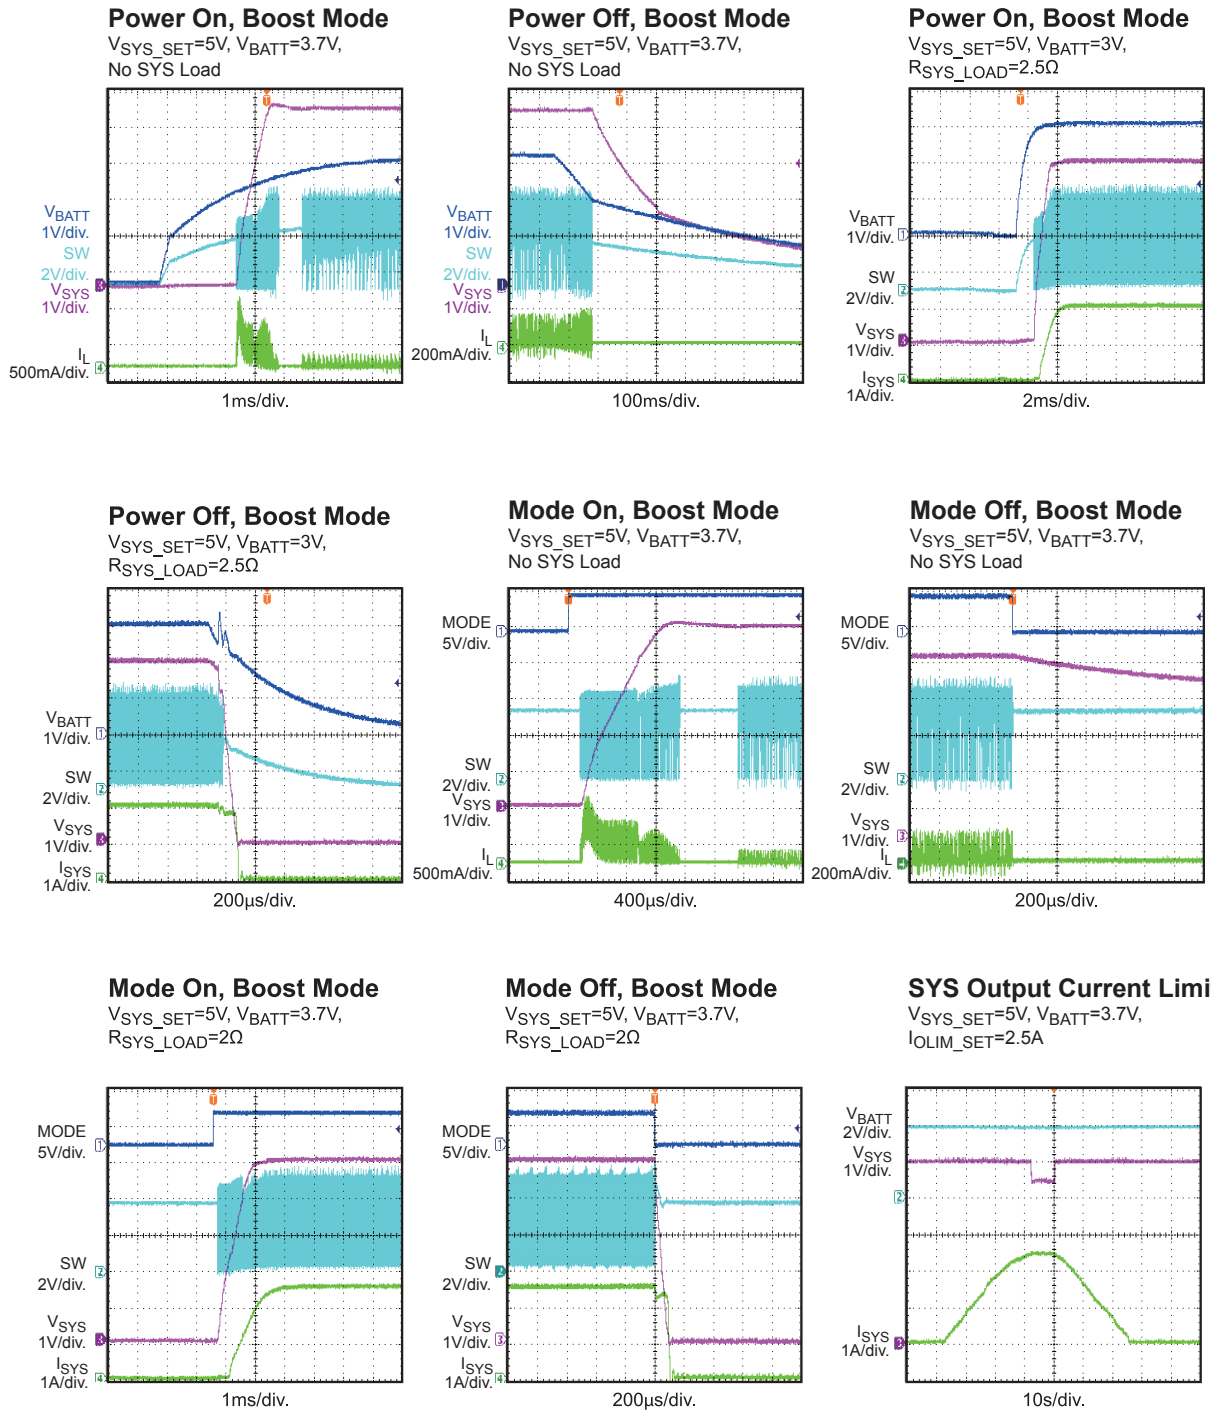 Power On, Boost Mode
VSYS_SET=5V, VBATT=3.7V,
No SYS Load
VBATT
1V/div.
SW
2V/div.
VSYS
1V/div.
IL
500mA/div.
1ms/div.
Power Off, Boost Mode
VSYS_SET=5V, VBATT=3.7V,
No SYS Load
VBATT
1V/div.
SW
2V/div.
VSYS
1V/div.
IL
200mA/div.
100ms/div.
Power On, Boost Mode
VSYS_SET=5V, VBATT=3V,
RSYS_LOAD=2.5Ω
VBATT
1V/div.
SW
2V/div.
VSYS
1V/div.
ISYS
1A/div.
2ms/div.
Power Off, Boost Mode
VSYS_SET=5V, VBATT=3V,
RSYS_LOAD=2.5Ω
VBATT
1V/div.
SW
2V/div.
VSYS
1V/div.
ISYS
1A/div.
200µs/div.
Mode On, Boost Mode
VSYS_SET=5V, VBATT=3.7V,
No SYS Load
MODE
5V/div.
SW
2V/div.
VSYS
1V/div.
IL
500mA/div.
400µs/div.
Mode Off, Boost Mode
VSYS_SET=5V, VBATT=3.7V,
No SYS Load
MODE
5V/div.
SW
2V/div.
VSYS
1V/div.
IL
200mA/div.
200µs/div.
Mode On, Boost Mode
VSYS_SET=5V, VBATT=3.7V,
RSYS_LOAD=2Ω
MODE
5V/div.
SW
2V/div.
VSYS
1V/div.
ISYS
1A/div.
1ms/div.
Mode Off, Boost Mode
VSYS_SET=5V, VBATT=3.7V,
RSYS_LOAD=2Ω
MODE
5V/div.
SW
2V/div.
VSYS
1V/div.
ISYS
1A/div.
200µs/div.
SYS Output Current Limi
VSYS_SET=5V, VBATT=3.7V,
IOLIM_SET=2.5A
VBATT
2V/div.
VSYS
1V/div.
ISYS
1A/div.
10s/div.